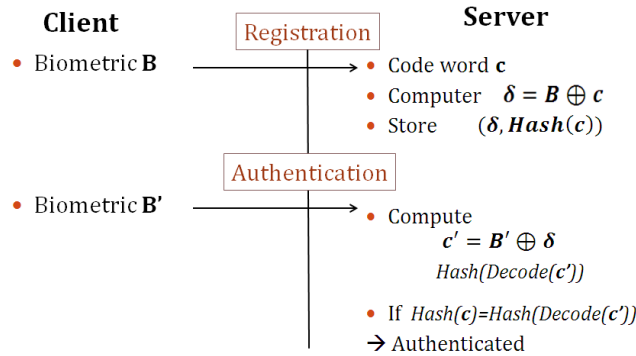 Client
Server
Registration
• Biometric B
• Code word c
• Computer δ = B ⊕ c
• Store (δ, Hash(c))
Authentication
• Biometric B'
• Compute
c' = B' ⊕ δ
Hash(Decode(c'))
• If Hash(c)=Hash(Decode(c'))
→ Authenticated